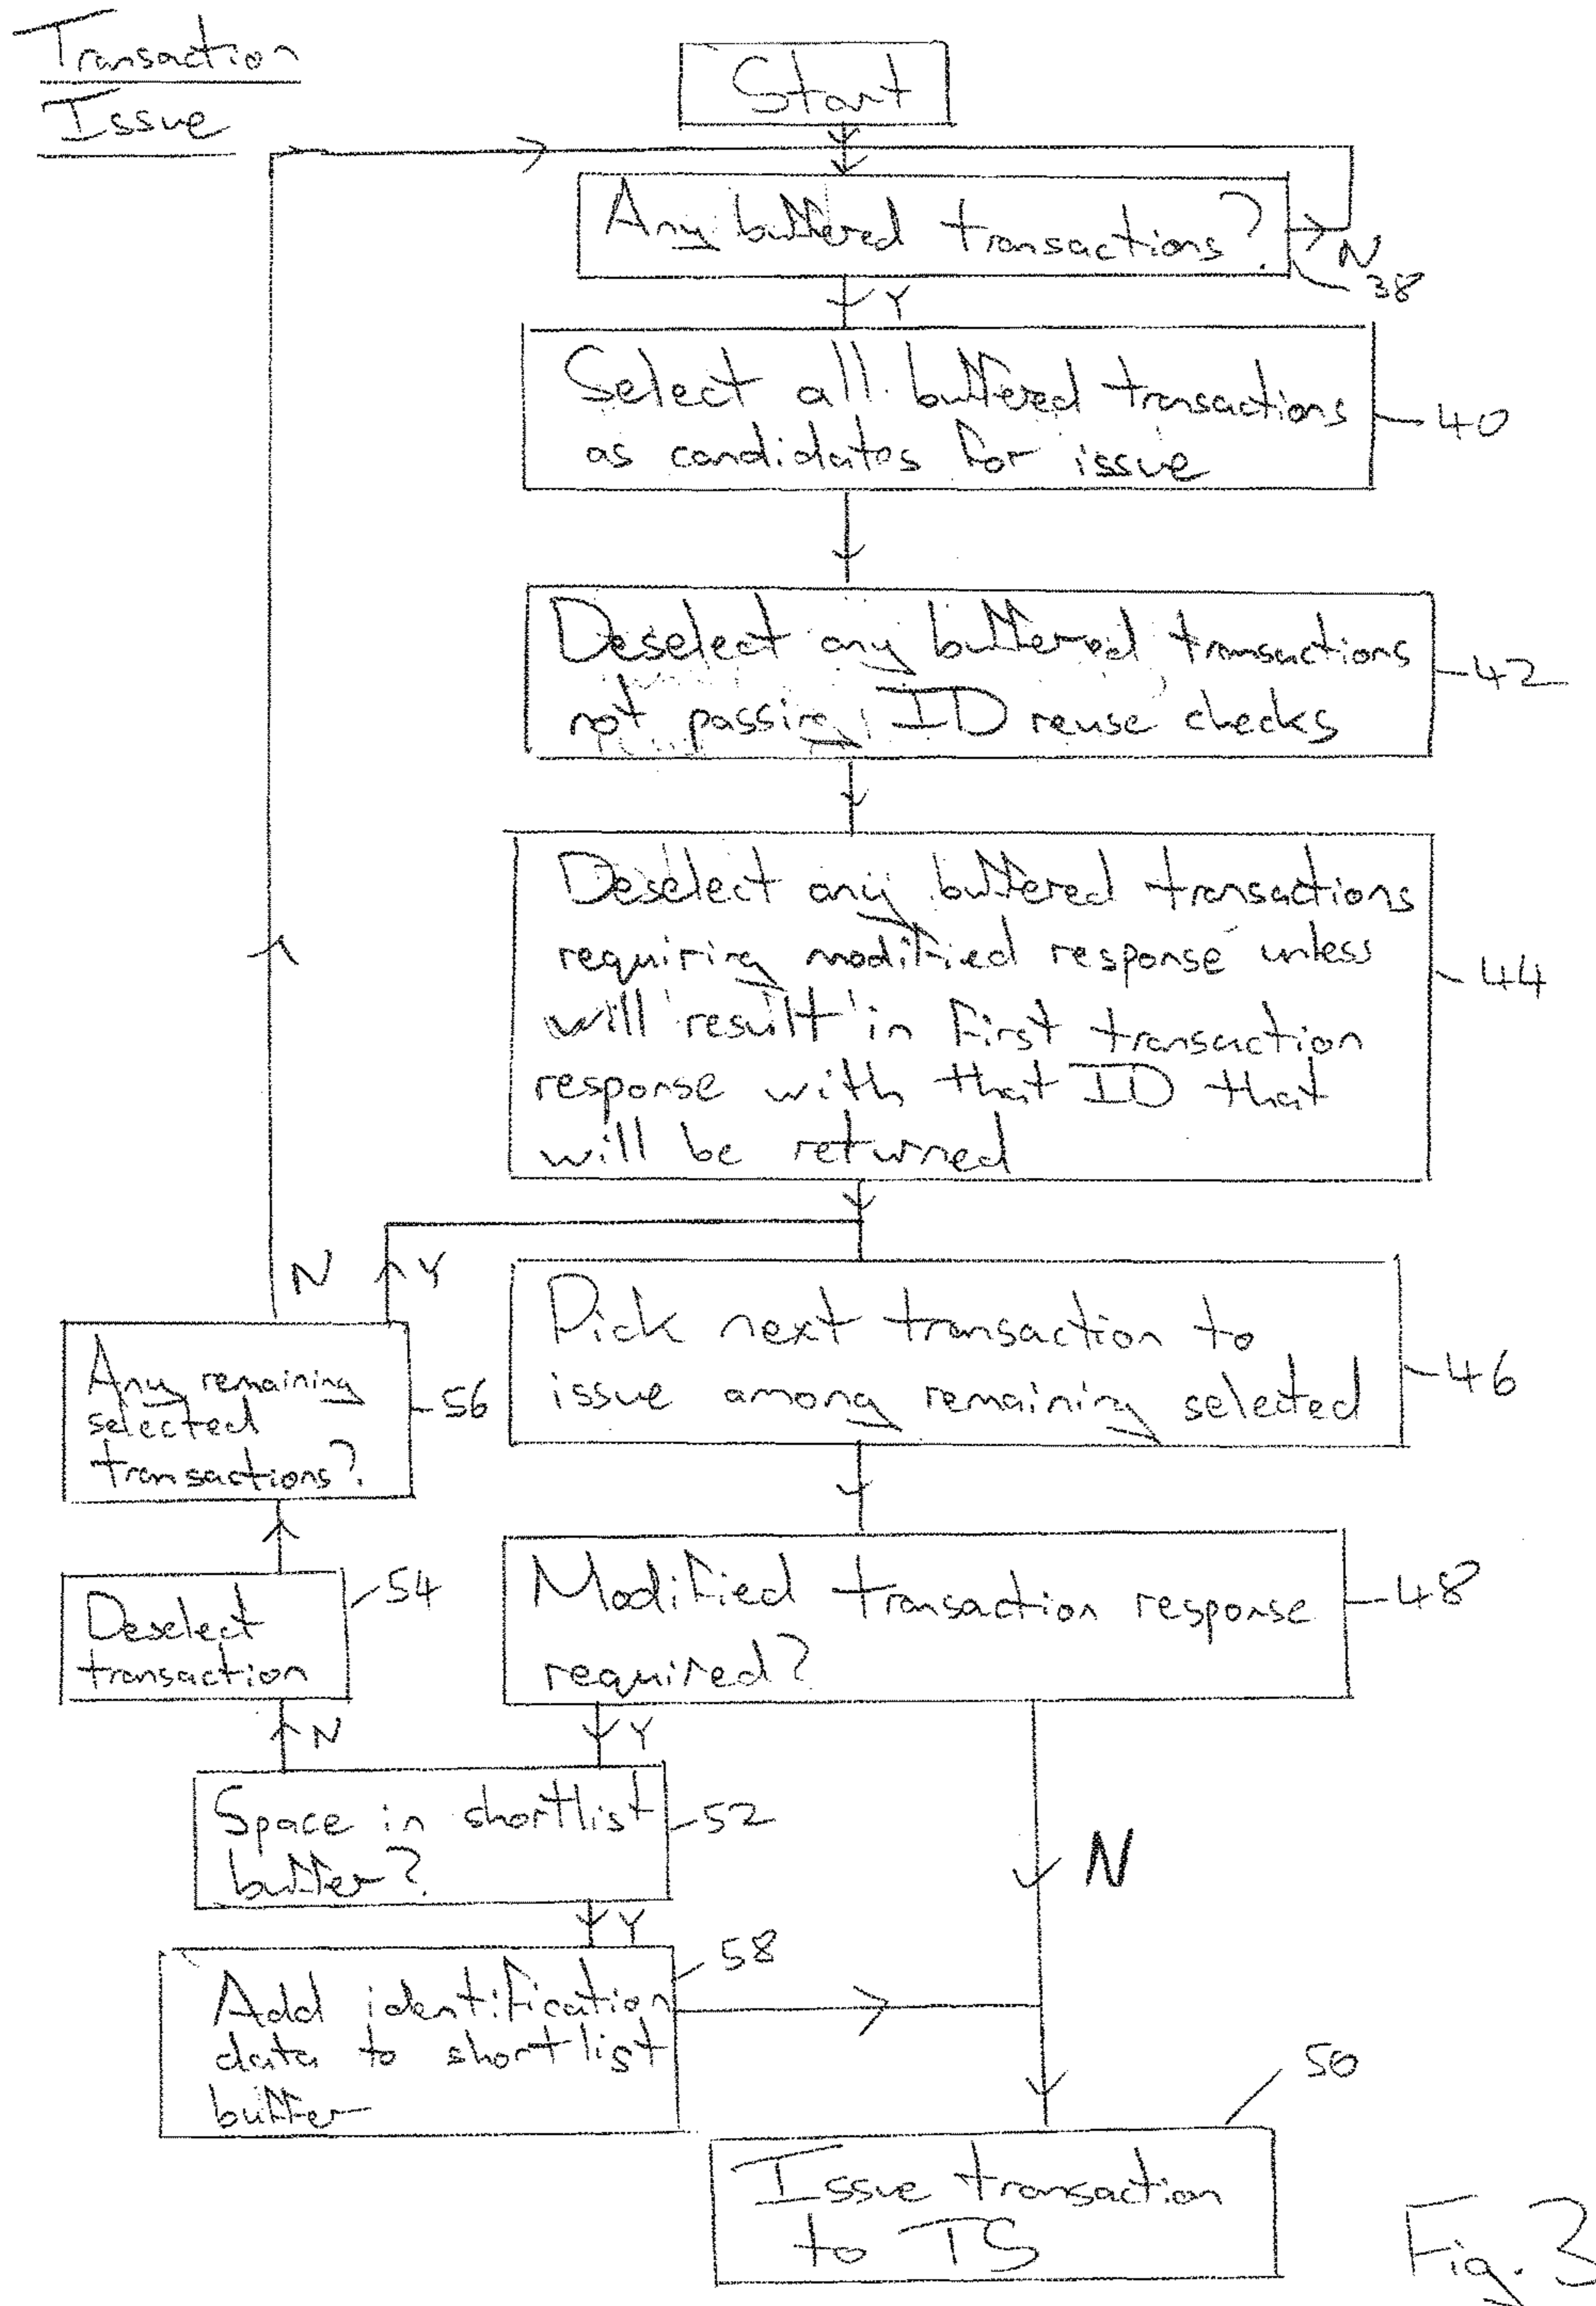 Transaction
Issue
Start
Any buffered transactions?
N
38
Y
Select all buffered transactions
as candidates for issue
40
Deselect any buffered transactions
not passing ID reuse checks
42
Deselect any buffered transactions
requiring modified response unless
will result in first transaction
response with that ID that
will be returned
44
N
Y
Pick next transaction to
issue among remaining selected
46
Any remaining
selected
transactions?
56
Modified transaction response
required?
48
Deselect
transaction
54
N
Y
Space in shortlist
buffer?
52
N
Y
Add identification
data to shortlist
buffer
58
Issue transaction
to TS
50
Fig. 3